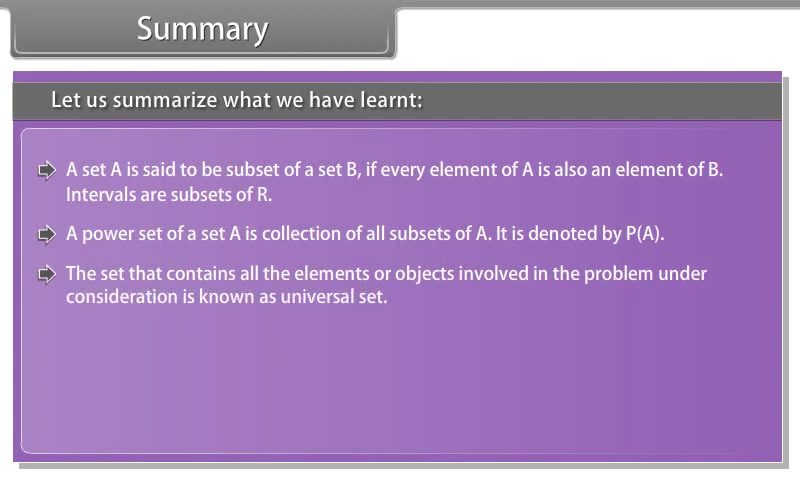 Summary
Let us summarize what we have learnt:
A set A is said to be subset of a set B, if every element of A is also an element of B.
Intervals are subsets of R.
A power set of a set A is collection of all subsets of A. It is denoted by P(A).
The set that contains all the elements or objects involved in the problem under
consideration is known as universal set.